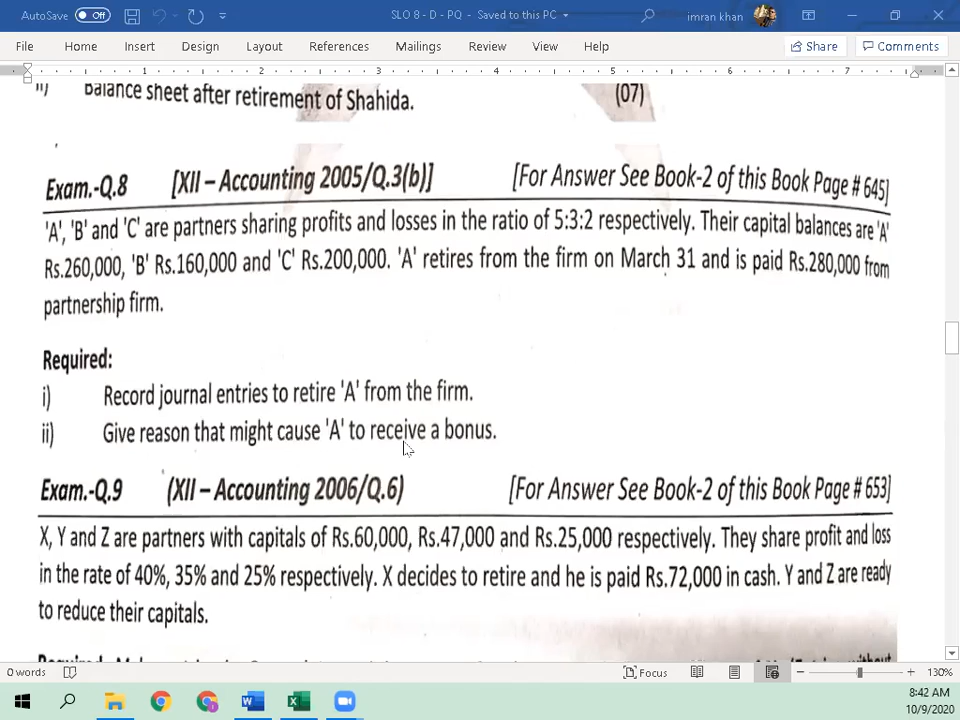 AutoSave Off
SLO 8 - D - PQ - Saved to this PC
imran khan
File Home Insert Design Layout References Mailings Review View Help Share Comments
1 2 3 4 5 6 7
ii) Balance sheet after retirement of Shahida. (07)
Exam.-Q.8 [XII – Accounting 2005/Q.3(b)] [For Answer See Book-2 of this Book Page # 645]
'A', 'B' and 'C' are partners sharing profits and losses in the ratio of 5:3:2 respectively. Their capital balances are 'A'
Rs.260,000, 'B' Rs.160,000 and 'C' Rs.200,000. 'A' retires from the firm on March 31 and is paid Rs.280,000 from
partnership firm.
Required:
i) Record journal entries to retire 'A' from the firm.
ii) Give reason that might cause 'A' to receive a bonus.
Exam.-Q.9 (XII – Accounting 2006/Q.6) [For Answer See Book-2 of this Book Page # 653]
X, Y and Z are partners with capitals of Rs.60,000, Rs.47,000 and Rs.25,000 respectively. They share profit and loss
in the rate of 40%, 35% and 25% respectively. X decides to retire and he is paid Rs.72,000 in cash. Y and Z are ready
to reduce their capitals.
0 words Focus 130%
8:42 AM
10/9/2020